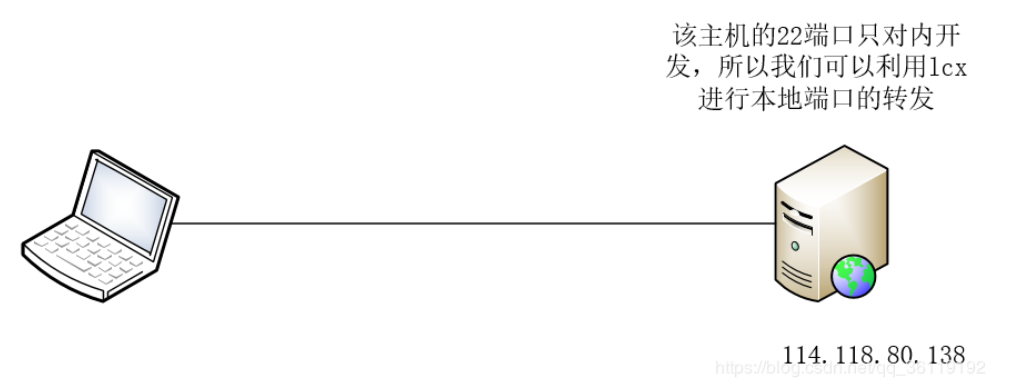 该主机的22端口只对内开
发，所以我们可以利用lcx
进行本地端口的转发
114.118.80.138
https://blog.csdn.net/qq_36119192